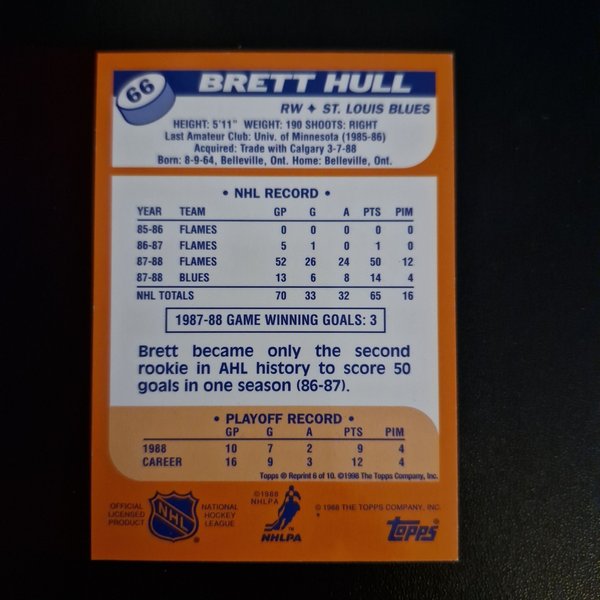 66
BRETT HULL
RW ✦ ST. LOUIS BLUES
HEIGHT: 5'11" WEIGHT: 190 SHOOTS: RIGHT
Last Amateur Club: Univ. of Minnesota (1985-86)
Acquired: Trade with Calgary 3-7-88
Born: 8-9-64, Belleville, Ont. Home: Belleville, Ont.
• NHL RECORD •
YEAR TEAM GP G A PTS PIM
85-86 FLAMES 0 0 0 0 0
86-87 FLAMES 5 1 0 1 0
87-88 FLAMES 52 26 24 50 12
87-88 BLUES 13 6 8 14 4
NHL TOTALS 70 33 32 65 16
1987-88 GAME WINNING GOALS: 3
Brett became only the second
rookie in AHL history to score 50
goals in one season (86-87).
• PLAYOFF RECORD •
GP G A PTS PIM
1988 10 7 2 9 4
CAREER 16 9 3 12 4
Topps ® Reprint 6 of 10. ©1998 The Topps Company, Inc.
OFFICIAL
LICENSED
PRODUCT
NHL
®
NATIONAL
HOCKEY
LEAGUE
©1988
NHLPA
™
NHLPA
© 1988 THE TOPPS COMPANY, INC.
*
Topps®